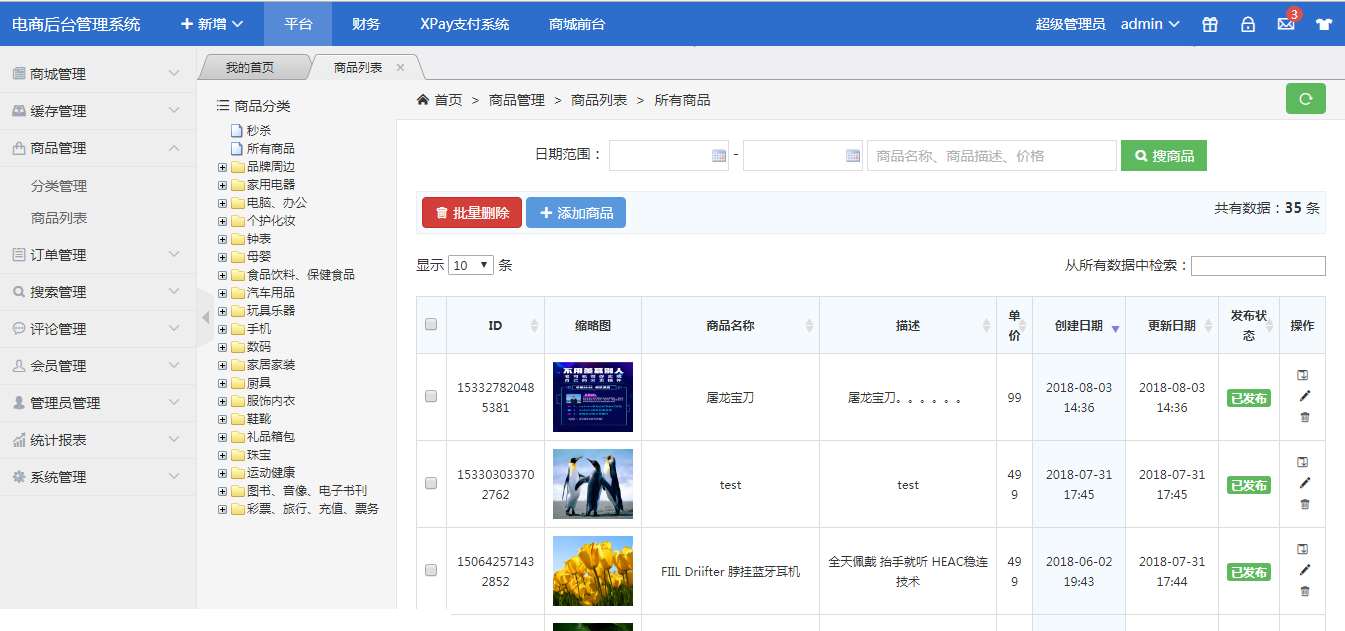 电商后台管理系统 新增 平台 财务 XPay支付系统 商城前台 超级管理员 admin 3
商城管理
缓存管理
商品管理
分类管理
商品列表
订单管理
搜索管理
评论管理
会员管理
管理员管理
统计报表
系统管理
我的首页 商品列表
商品分类
秒杀
所有商品
品牌周边
家用电器
电脑、办公
个护化妆
钟表
母婴
食品饮料、保健食品
汽车用品
玩具乐器
手机
数码
家居家装
厨具
服饰内衣
鞋靴
礼品箱包
珠宝
运动健康
图书、音像、电子书刊
彩票、旅行、充值、票务
首页 > 商品管理 > 商品列表 > 所有商品
日期范围： - 商品名称、商品描述、价格 搜商品
批量删除 添加商品 共有数据：35 条
显示 10 条 从所有数据中检索：
ID 缩略图 商品名称 描述 单价 创建日期 更新日期 发布状态 操作
15332782048
5381
屠龙宝刀 屠龙宝刀。。。。。。 99
2018-08-03
14:36
2018-08-03
14:36
已发布
15330303370
2762
test test
49
9
2018-07-31
17:45
2018-07-31
17:45
已发布
15064257143
2852
FIIL Driifter 脖挂蓝牙耳机
全天佩戴 抬手就听 HEAC稳连
技术
49
9
2018-06-02
19:43
2018-07-31
17:44
已发布